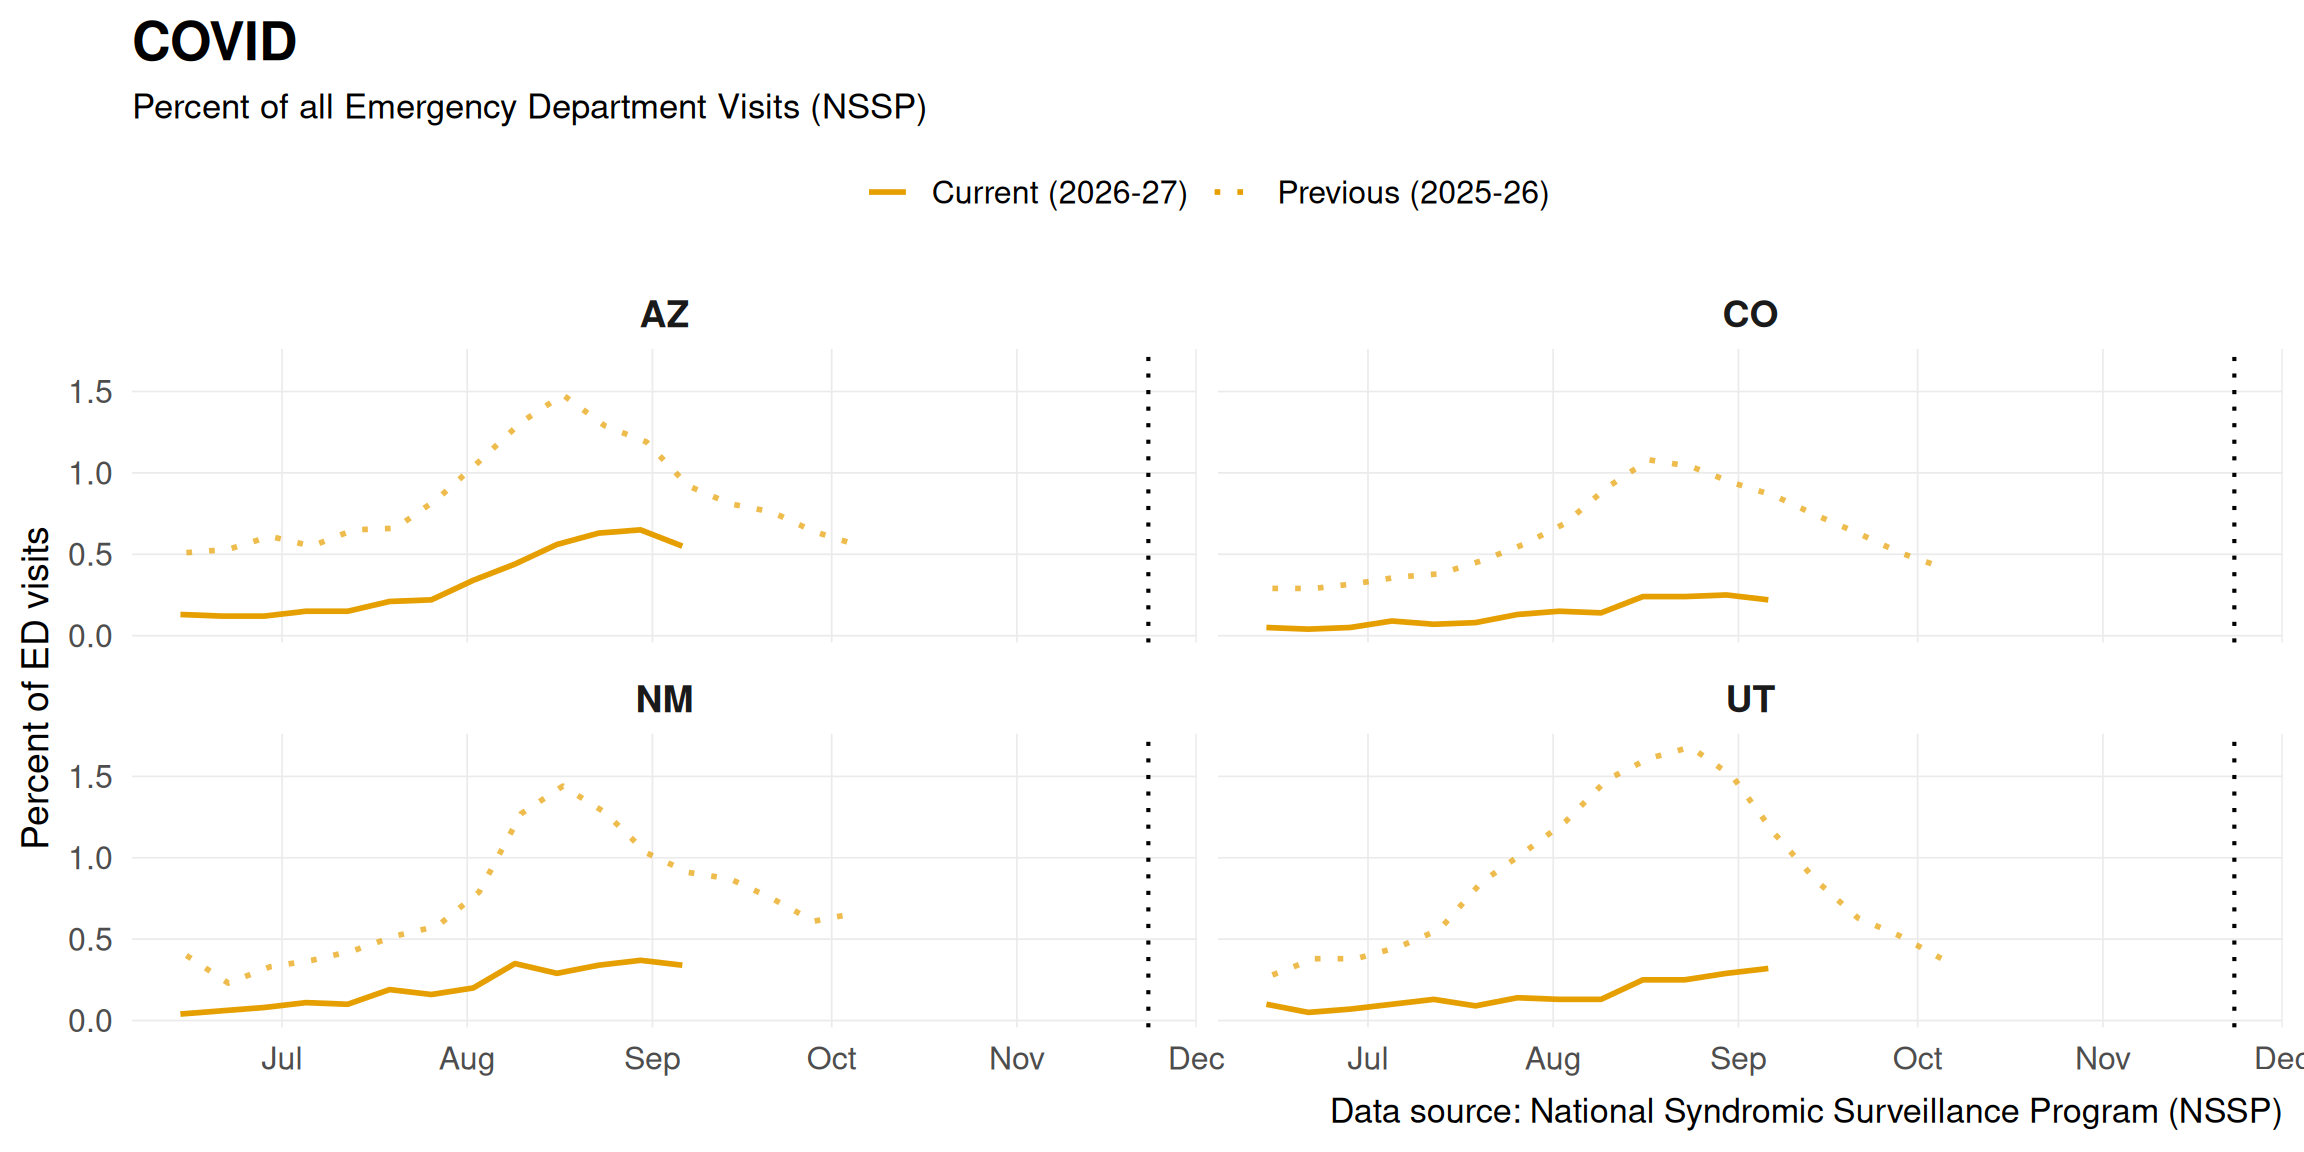 COVID
Percent of all Emergency Department Visits (NSSP)
Current (2026-27) Previous (2025-26)
AZ CO
1.5
1.0
0.5
0.0
NM UT
1.5
1.0
0.5
0.0
Percent of ED visits
Jul Aug Sep Oct Nov Dec Jul Aug Sep Oct Nov Dec
Data source: National Syndromic Surveillance Program (NSSP)